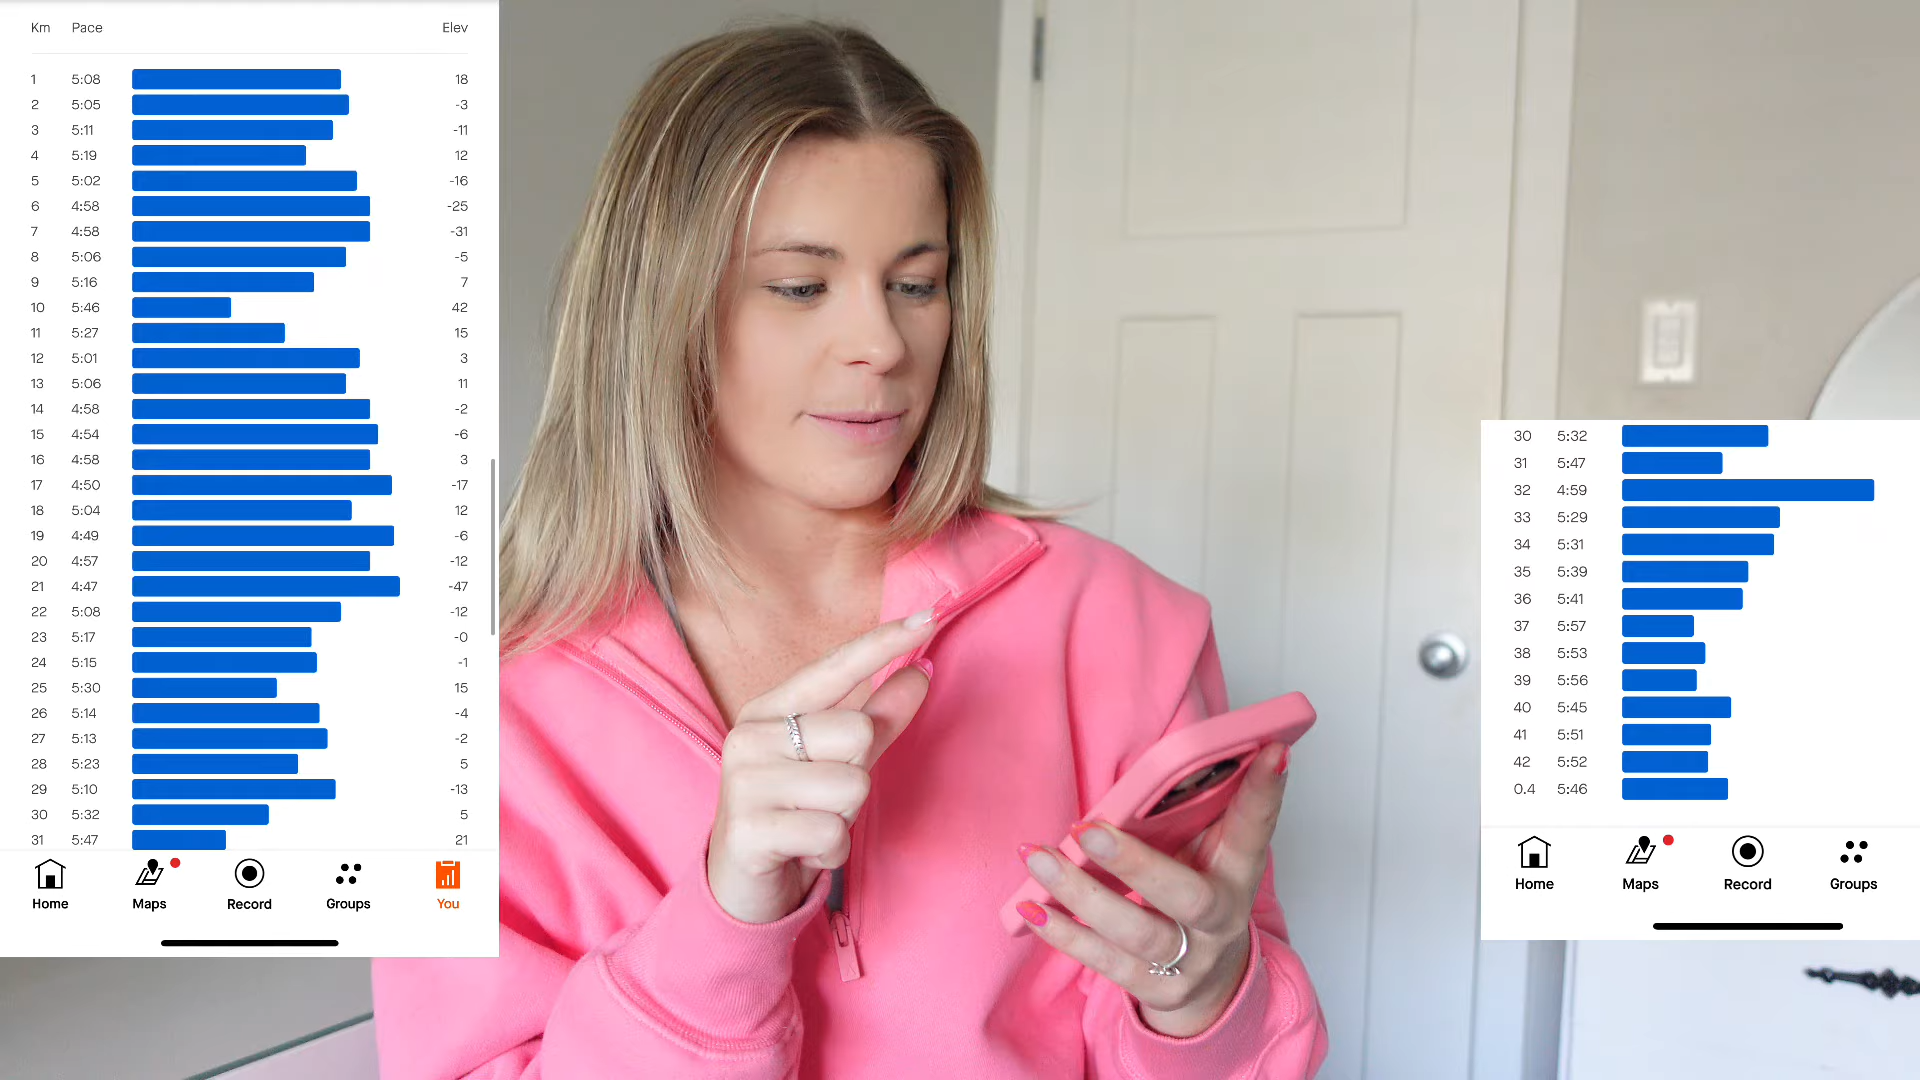 Km Pace Elev
1 5:08 18
2 5:05 -3
3 5:11 -11
4 5:19 12
5 5:02 -16
6 4:58 -25
7 4:58 -31
8 5:06 -5
9 5:16 7
10 5:46 42
11 5:27 15
12 5:01 3
13 5:06 11
14 4:58 -2
15 4:54 -6
16 4:58 3
17 4:50 -17
18 5:04 12
19 4:49 -6
20 4:57 -12
21 4:47 -47
22 5:08 -12
23 5:17 -0
24 5:15 -1
25 5:30 15
26 5:14 -4
27 5:13 -2
28 5:23 5
29 5:10 -13
30 5:32 5
31 5:47 21
Home Maps Record Groups You
30 5:32
31 5:47
32 4:59
33 5:29
34 5:31
35 5:39
36 5:41
37 5:57
38 5:53
39 5:56
40 5:45
41 5:51
42 5:52
0.4 5:46
Home Maps Record Groups